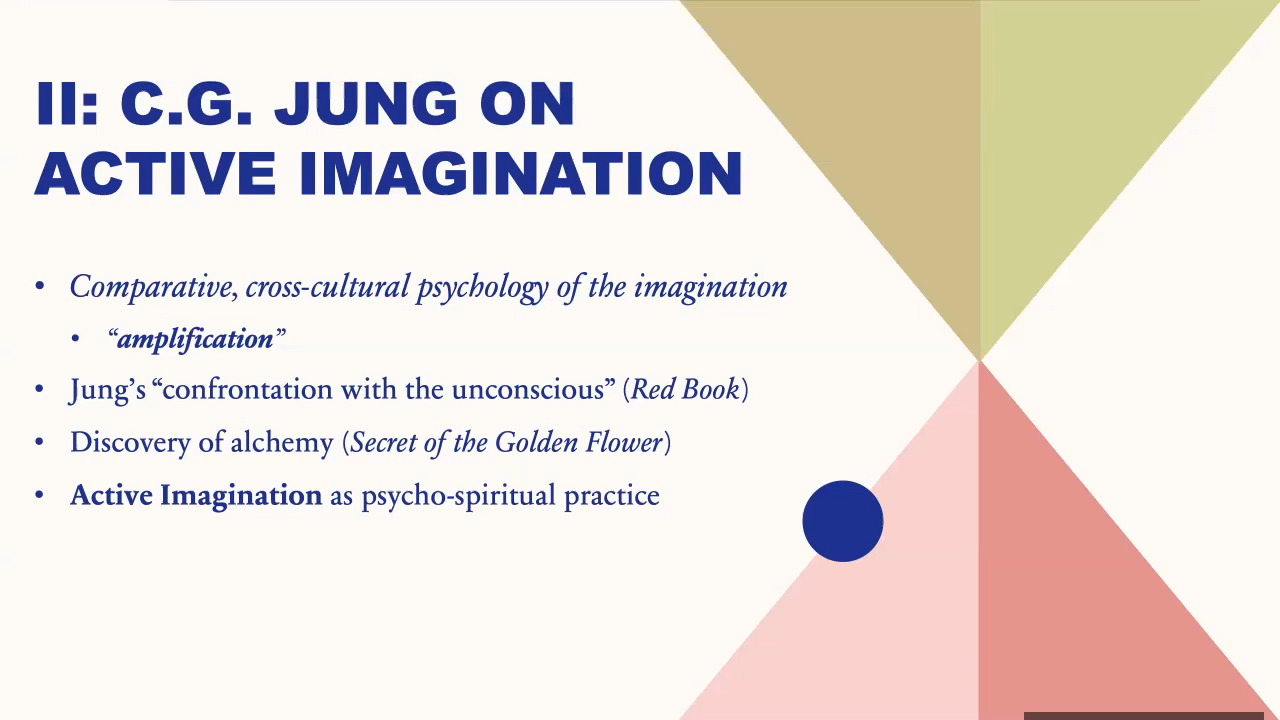 II: C.G. JUNG ON
ACTIVE IMAGINATION
• Comparative, cross-cultural psychology of the imagination
• “amplification”
• Jung’s “confrontation with the unconscious” (Red Book)
• Discovery of alchemy (Secret of the Golden Flower)
• Active Imagination as psycho-spiritual practice